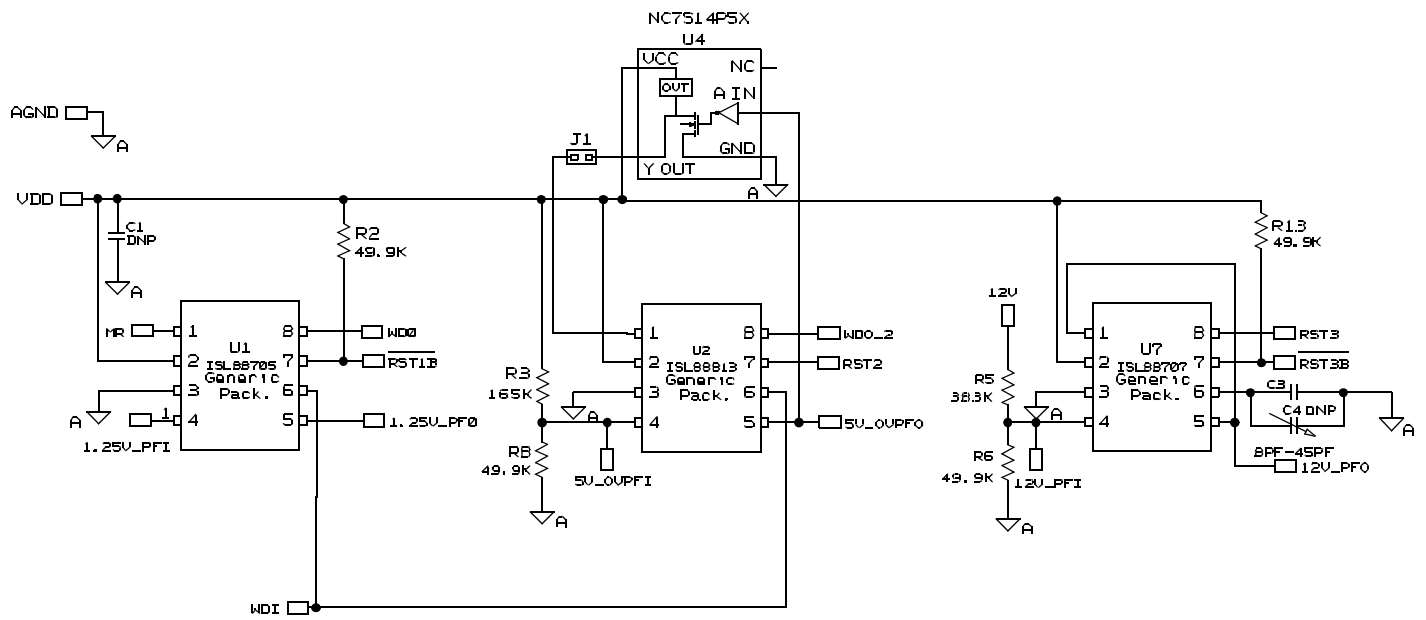 NC7S14P5X
U4
VCC
NC
OUT
A IN
AGND
A
J1
GND
Y OUT
A
VDD
C1
DNP
A
R2
49.9K
R13
49.9K
12V
MR
1
8
WDO
U1
ISL88705
Generic
Pack.
2
7
RST1B
3
6
A
4
5
1
1.25V_PFI
1.25V_PFO
R3
165K
R8
49.9K
A
1
8
WDO_2
U2
ISL88813
Generic
Pack.
2
7
RST2
3
6
A
4
5
5V_OVPFO
5V_OVPFI
R5
38.3K
R6
49.9K
A
1
8
RST3
U7
ISL88707
Generic
Pack.
2
7
RST3B
3
6
A
4
5
12V_PFI
C3
C4 DNP
8PF-45PF
A
12V_PFO
WDI